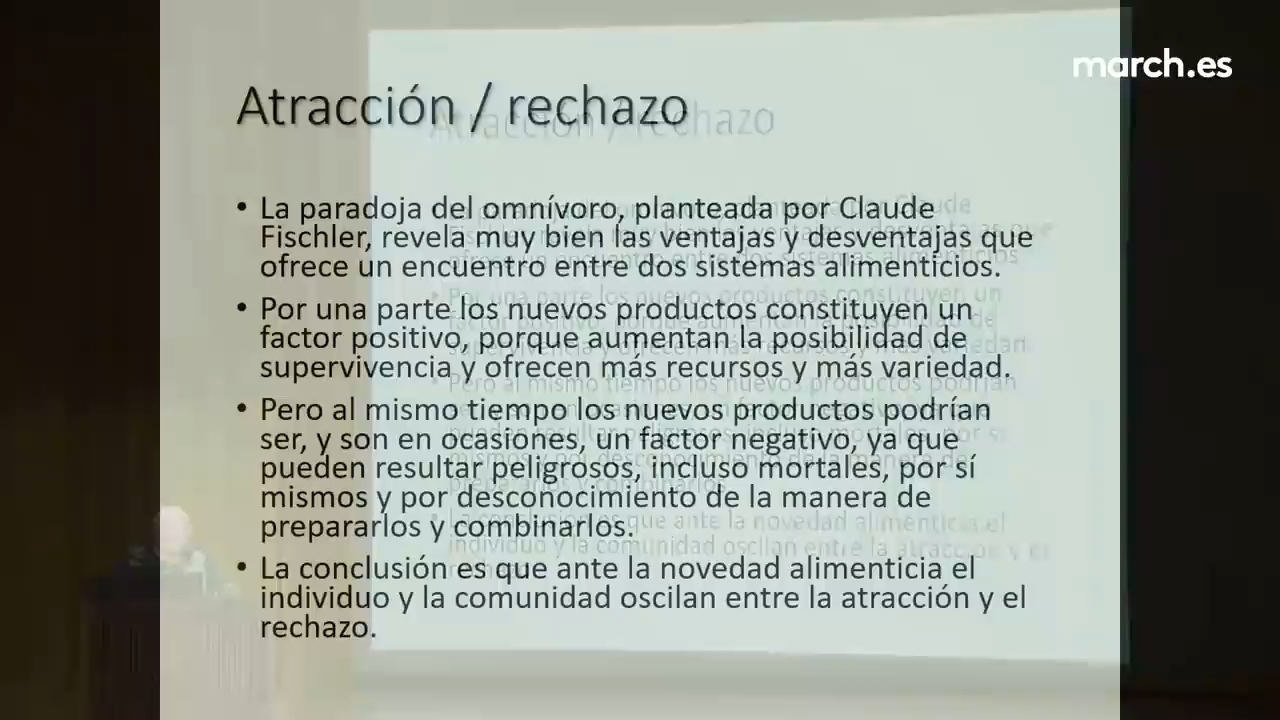 march.es
Atracción / rechazo
• La paradoja del omnívoro, planteada por Claude
Fischler, revela muy bien las ventajas y desventajas que
ofrece un encuentro entre dos sistemas alimenticios.
• Por una parte los nuevos productos constituyen un
factor positivo, porque aumentan la posibilidad de
supervivencia y ofrecen más recursos y más variedad.
• Pero al mismo tiempo los nuevos productos podrían
ser, y son en ocasiones, un factor negativo, ya que
pueden resultar peligrosos, incluso mortales, por sí
mismos y por desconocimiento de la manera de
prepararlos y combinarlos.
• La conclusión es que ante la novedad alimenticia el
individuo y la comunidad oscilan entre la atracción y el
rechazo.